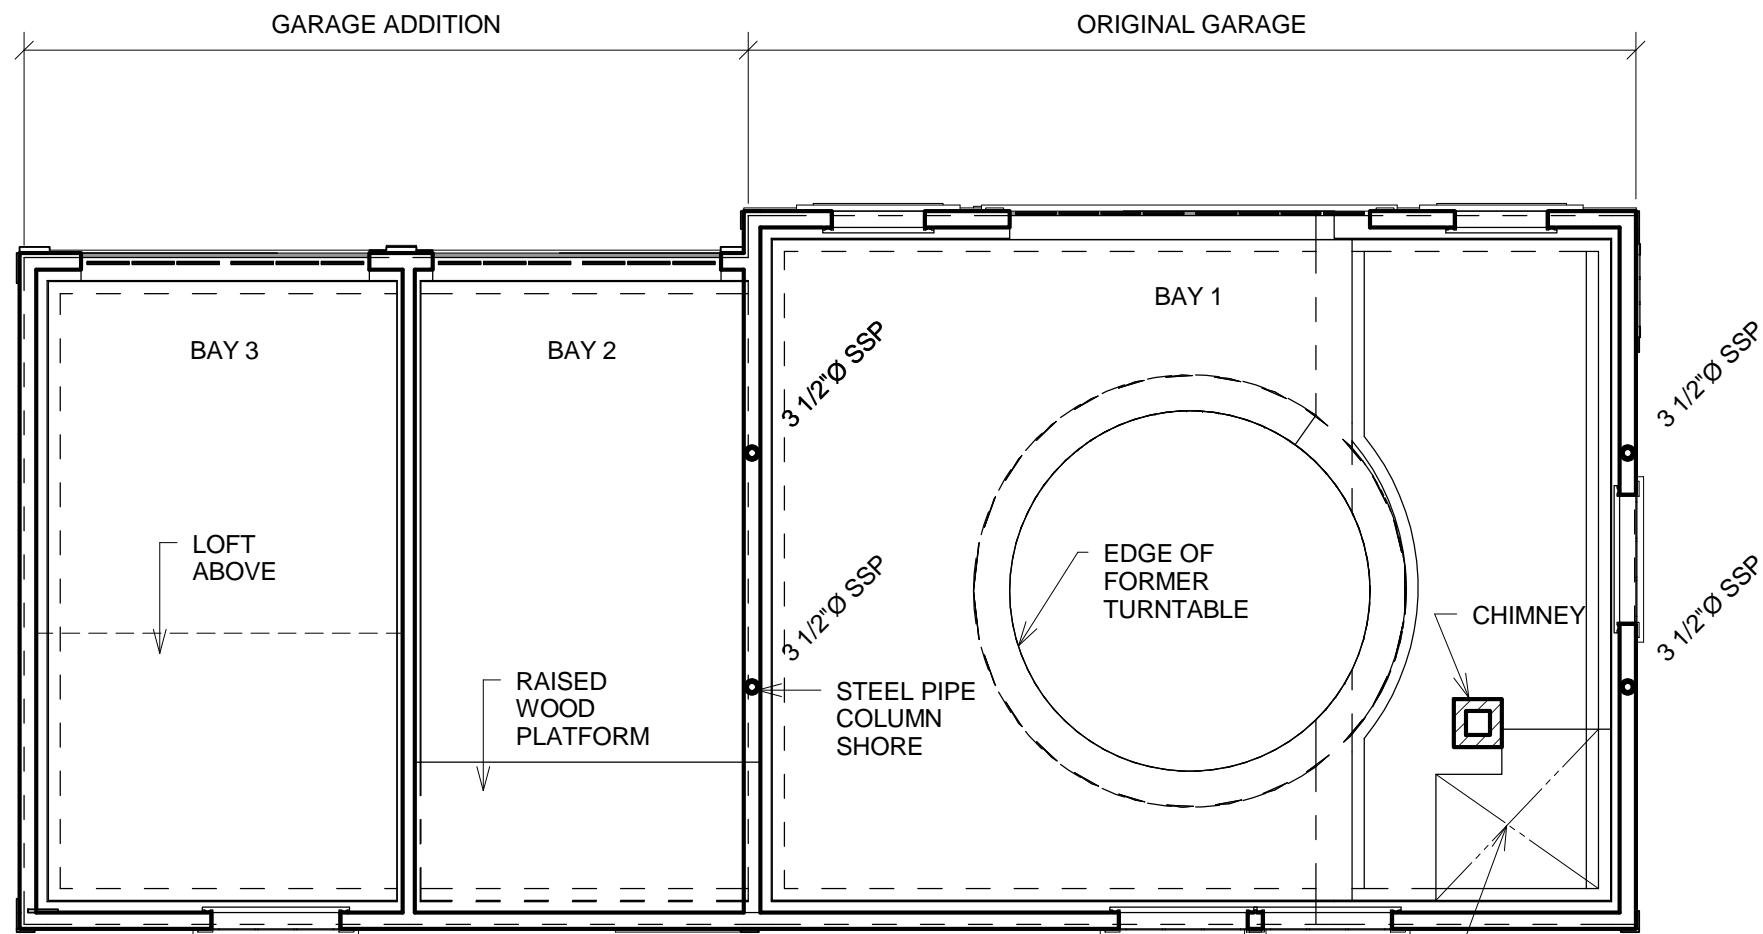 GARAGE ADDITION
ORIGINAL GARAGE
BAY 3
BAY 2
BAY 1
3 1/2"Ø SSP
3 1/2"Ø SSP
LOFT
ABOVE
EDGE OF
FORMER
TURNTABLE
3 1/2"Ø SSP
3 1/2"Ø SSP
CHIMNEY
RAISED
WOOD
PLATFORM
STEEL PIPE
COLUMN
SHORE